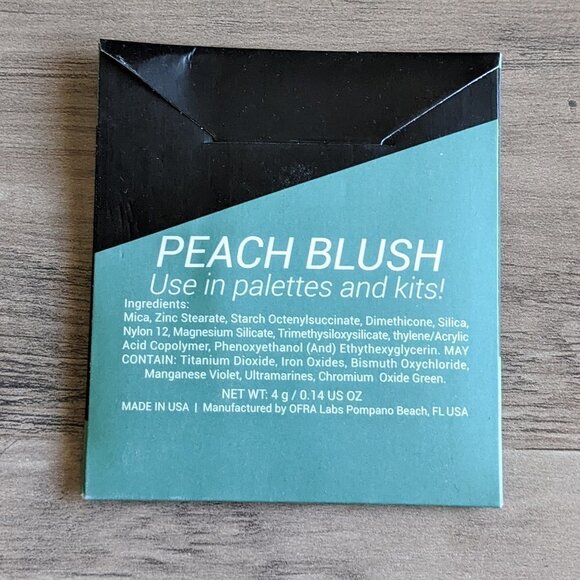 PEACH BLUSH
Use in palettes and kits!
Ingredients:
Mica, Zinc Stearate, Starch Octenylsuccinate, Dimethicone, Silica,
Nylon 12, Magnesium Silicate, Trimethysiloxysilicate, thylene/Acrylic
Acid Copolymer, Phenoxyethanol (And) Ethythexyglycerin. MAY
CONTAIN: Titanium Dioxide, Iron Oxides, Bismuth Oxychloride,
Manganese Violet, Ultramarines, Chromium Oxide Green.
NET WT: 4 g / 0.14 US OZ
MADE IN USA | Manufactured by OFRA Labs Pompano Beach, FL USA